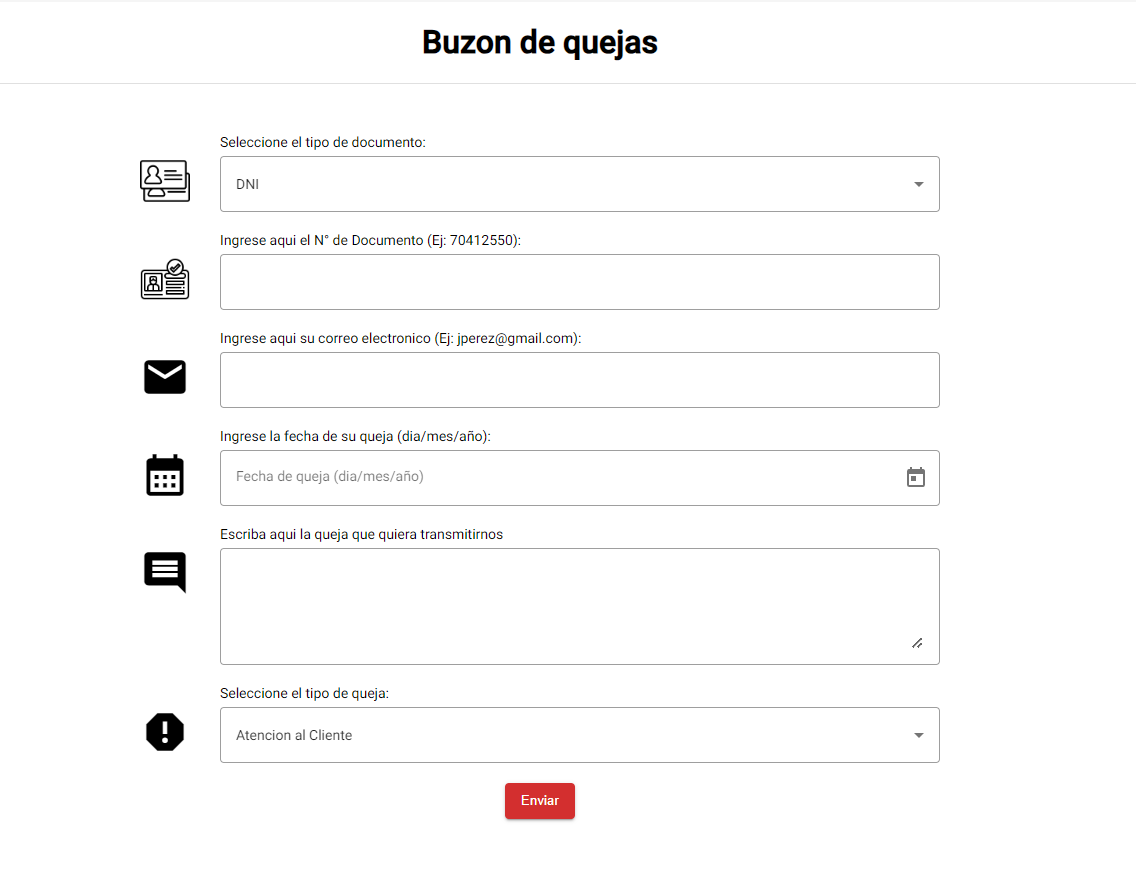 Buzon de quejas
Seleccione el tipo de documento:
DNI
Ingrese aqui el N° de Documento (Ej: 70412550):
Ingrese aqui su correo electronico (Ej: jperez@gmail.com):
Ingrese la fecha de su queja (dia/mes/año):
Fecha de queja (dia/mes/año)
Escriba aqui la queja que quiera transmitirnos
Seleccione el tipo de queja:
Atencion al Cliente
Enviar